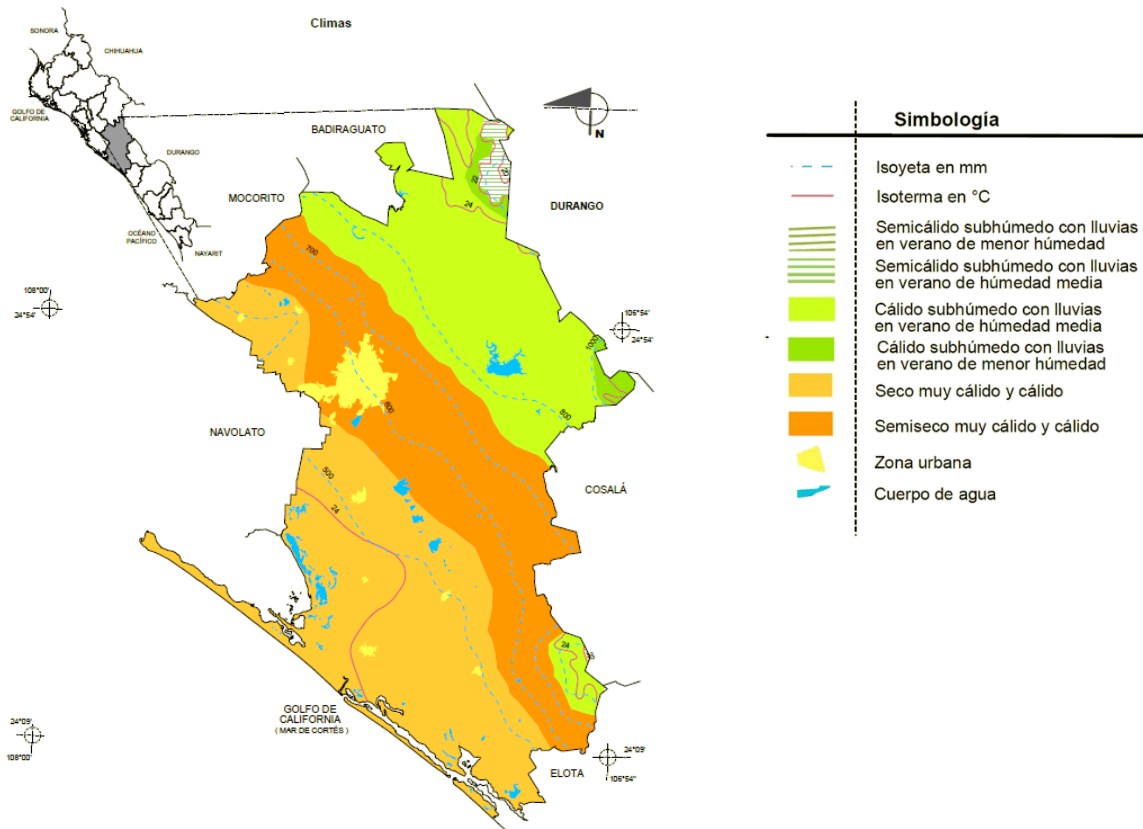 Climas
SONORA
CHIHUAHUA
GOLFO DE
CALIFORNIA
DURANGO
OCÉANO
PACÍFICO
NAYARIT
BADIRAGUATO
MOCORITO
DURANGO
N
108°00'
24°54'
106°54'
24°54'
NAVOLATO
COSALÁ
GOLFO DE
CALIFORNIA
( MAR DE CORTÉS )
ELOTA
24°09'
108°00'
24°09'
106°54"
700
600
500
24
800
1000
24
22
24
Simbología
Isoyeta en mm
Isoterma en °C
Semicálido subhúmedo con lluvias
en verano de menor húmedad
Semicálido subhúmedo con lluvias
en verano de húmedad media
Cálido subhúmedo con lluvias
en verano de húmedad media
Cálido subhúmedo con lluvias
en verano de menor húmedad
Seco muy cálido y cálido
Semiseco muy cálido y cálido
Zona urbana
Cuerpo de agua